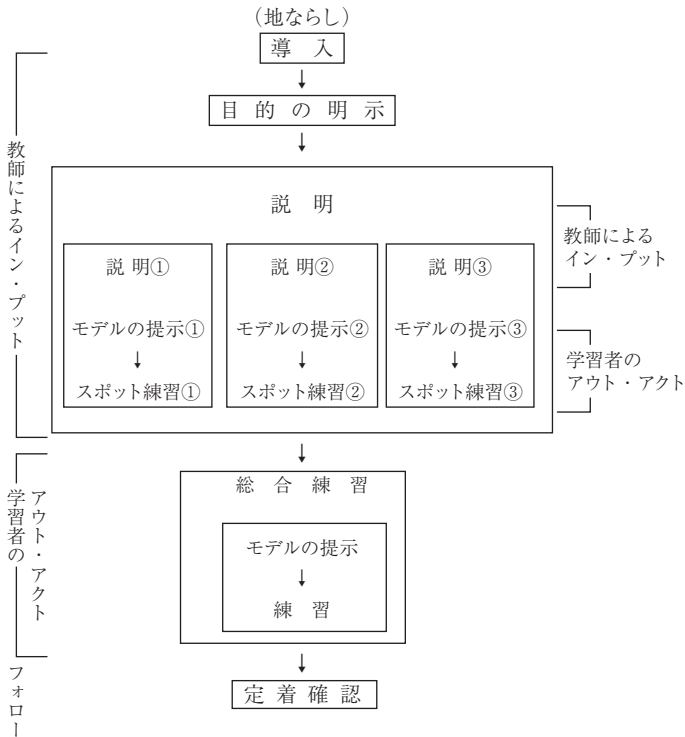 （地ならし）
導　入
目 的 の 明 示
説　明
説 明①
モデルの提示①
スポット練習①
説 明②
モデルの提示②
スポット練習②
説 明③
モデルの提示③
スポット練習③
教師による
イン・プット
学習者の
アウト・アクト
教師によるイン・プット
総 合 練 習
モデルの提示
練　習
学習者の
アウト・アクト
定 着 確 認
フォロー